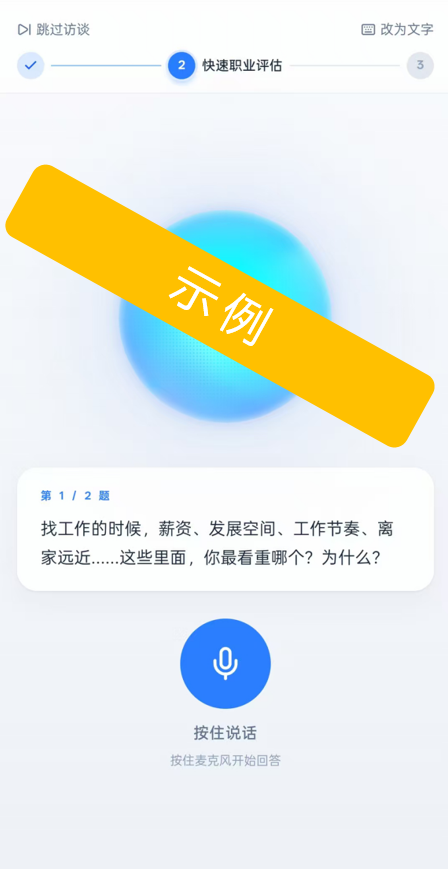 跳过访谈
改为文字
2
快速职业评估
3
示例
第 1 / 2 题
找工作的时候，薪资、发展空间、工作节奏、离
家远近......这些里面，你最看重哪个？为什么？
按住说话
按住麦克风开始回答